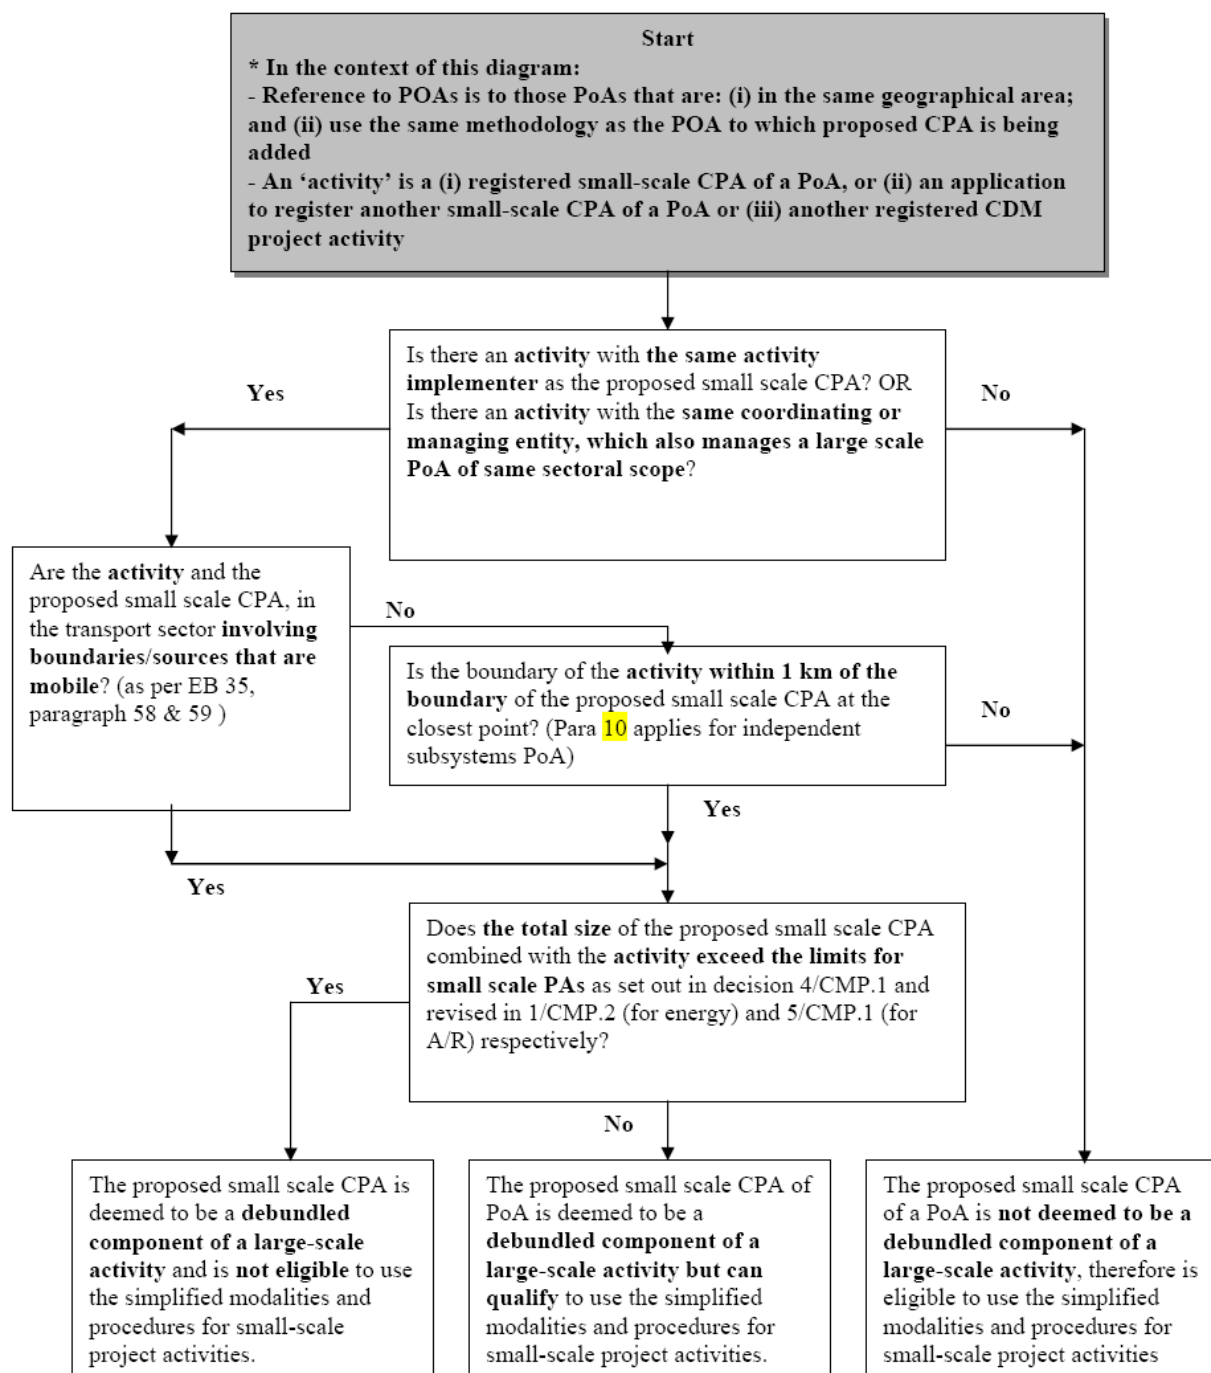 Start
* In the context of this diagram:
- Reference to POAs is to those PoAs that are: (i) in the same geographical area;
and (ii) use the same methodology as the POA to which proposed CPA is being
added
- An ‘activity’ is a (i) registered small-scale CPA of a PoA, or (ii) an application
to register another small-scale CPA of a PoA or (iii) another registered CDM
project activity
Is there an activity with the same activity
implementer as the proposed small scale CPA? OR
Is there an activity with the same coordinating or
managing entity, which also manages a large scale
PoA of same sectoral scope?
Yes
No
Are the activity and the
proposed small scale CPA, in
the transport sector involving
boundaries/sources that are
mobile? (as per EB 35,
paragraph 58 & 59 )
No
Is the boundary of the activity within 1 km of the
boundary of the proposed small scale CPA at the
closest point? (Para 10 applies for independent
subsystems PoA)
No
Yes
Yes
Does the total size of the proposed small scale CPA
combined with the activity exceed the limits for
small scale PAs as set out in decision 4/CMP.1 and
revised in 1/CMP.2 (for energy) and 5/CMP.1 (for
A/R) respectively?
Yes
No
The proposed small scale CPA is
deemed to be a debundled
component of a large-scale
activity and is not eligible to use
the simplified modalities and
procedures for small-scale
project activities.
The proposed small scale CPA of
PoA is deemed to be a
debundled component of a
large-scale activity but can
qualify to use the simplified
modalities and procedures for
small-scale project activities.
The proposed small scale CPA
of a PoA is not deemed to be a
debundled component of a
large-scale activity, therefore is
eligible to use the simplified
modalities and procedures for
small-scale project activities